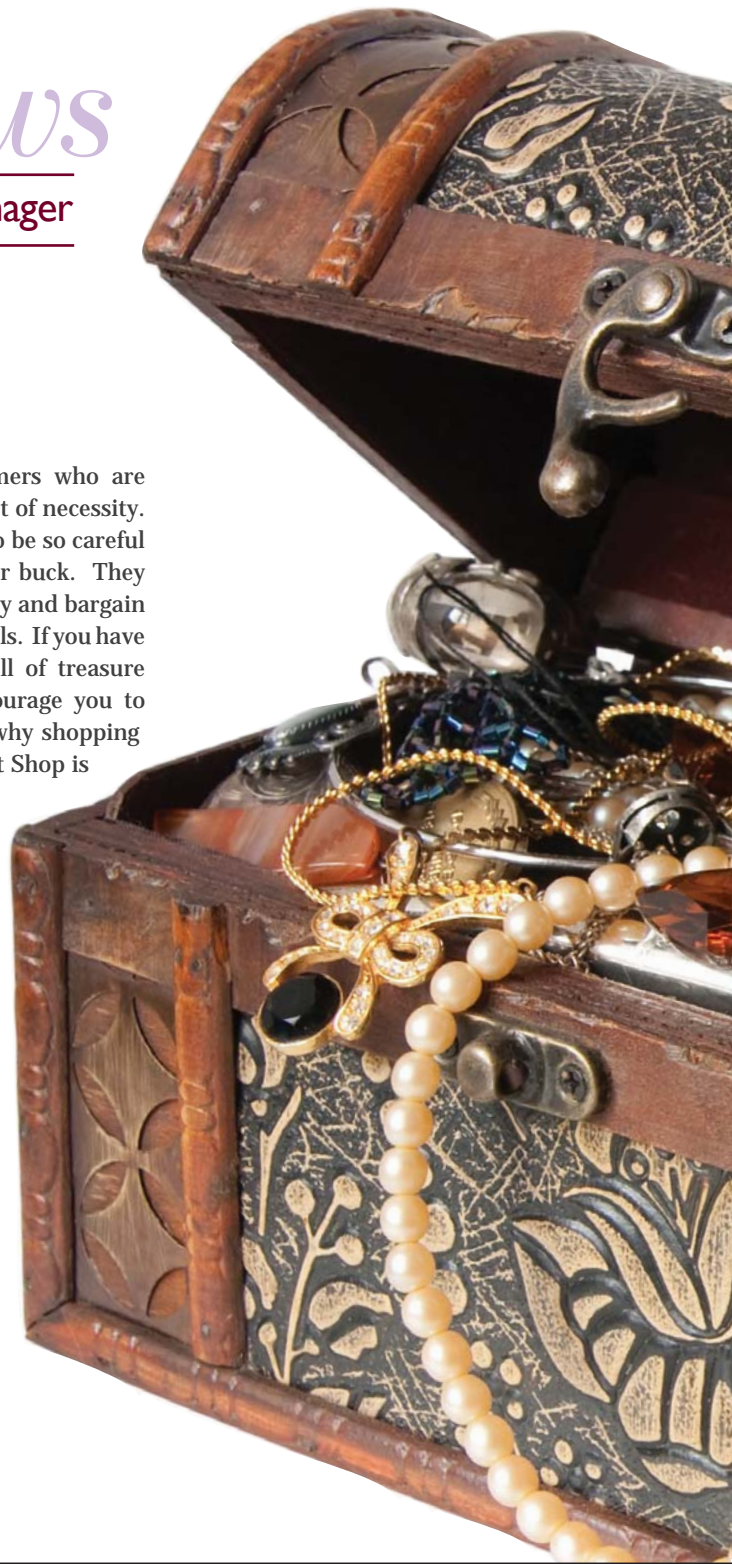 ws
nager
mers who are
t of necessity.
o be so careful
r buck. They
y and bargain
ls. If you have
ll of treasure
ourage you to
why shopping
t Shop is